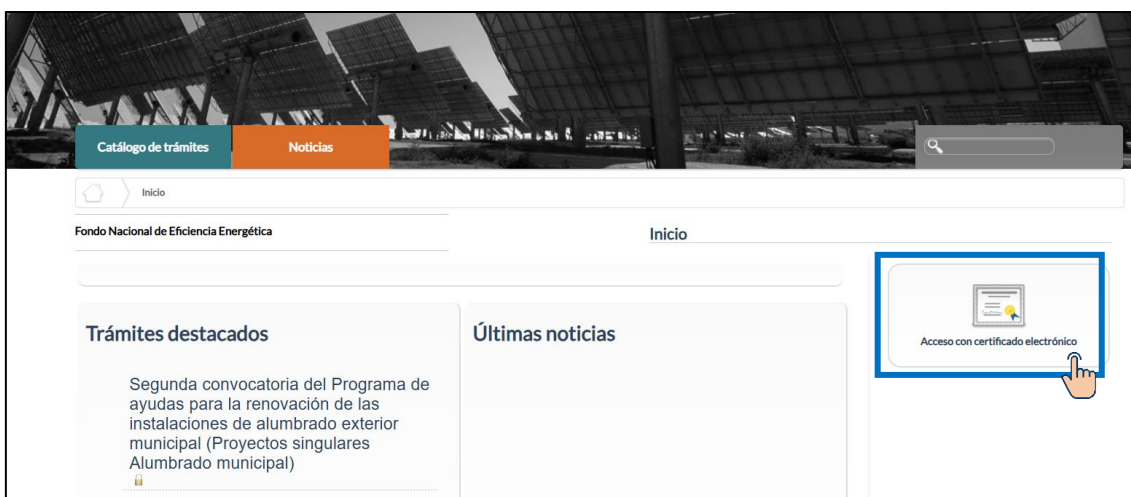 Catálogo de trámites
Noticias
Inicio
Fondo Nacional de Eficiencia Energética
Inicio
Trámites destacados
Segunda convocatoria del Programa de
ayudas para la renovación de las
instalaciones de alumbrado exterior
municipal (Proyectos singulares
Alumbrado municipal)
Últimas noticias
Acceso con certificado electrónico